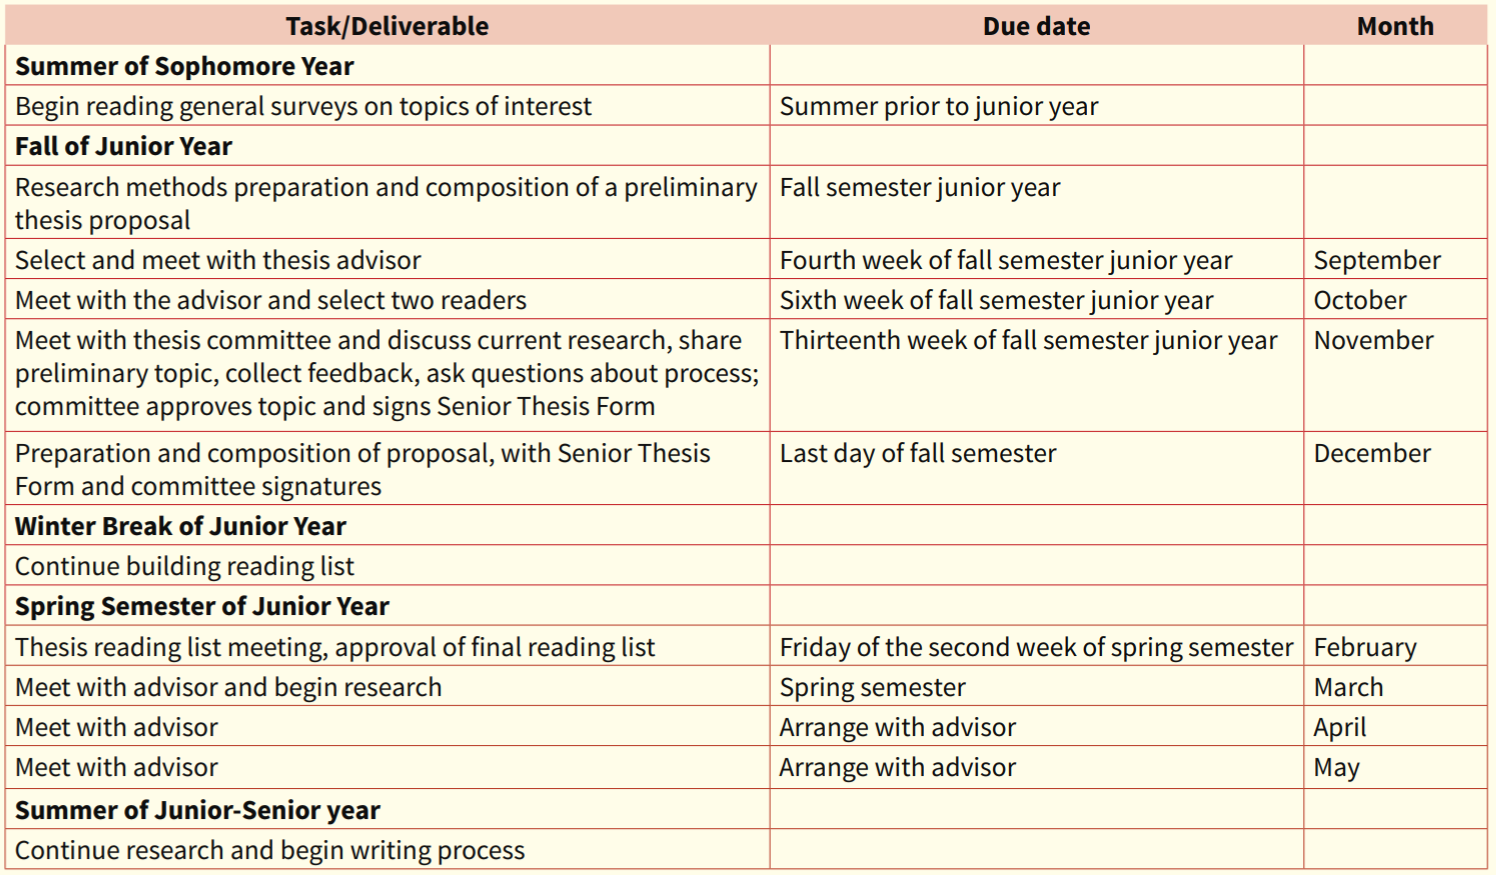 Task/Deliverable Due date Month
Summer of Sophomore Year
Begin reading general surveys on topics of interest Summer prior to junior year
Fall of Junior Year
Research methods preparation and composition of a preliminary Fall semester junior year
thesis proposal
Select and meet with thesis advisor Fourth week of fall semester junior year September
Meet with the advisor and select two readers Sixth week of fall semester junior year October
Meet with thesis committee and discuss current research, share Thirteenth week of fall semester junior year November
preliminary topic, collect feedback, ask questions about process;
committee approves topic and signs Senior Thesis Form
Preparation and composition of proposal, with Senior Thesis Last day of fall semester December
Form and committee signatures
Winter Break of Junior Year
Continue building reading list
Spring Semester of Junior Year
Thesis reading list meeting, approval of final reading list Friday of the second week of spring semester February
Meet with advisor and begin research Spring semester March
Meet with advisor Arrange with advisor April
Meet with advisor Arrange with advisor May
Summer of Junior-Senior year
Continue research and begin writing process